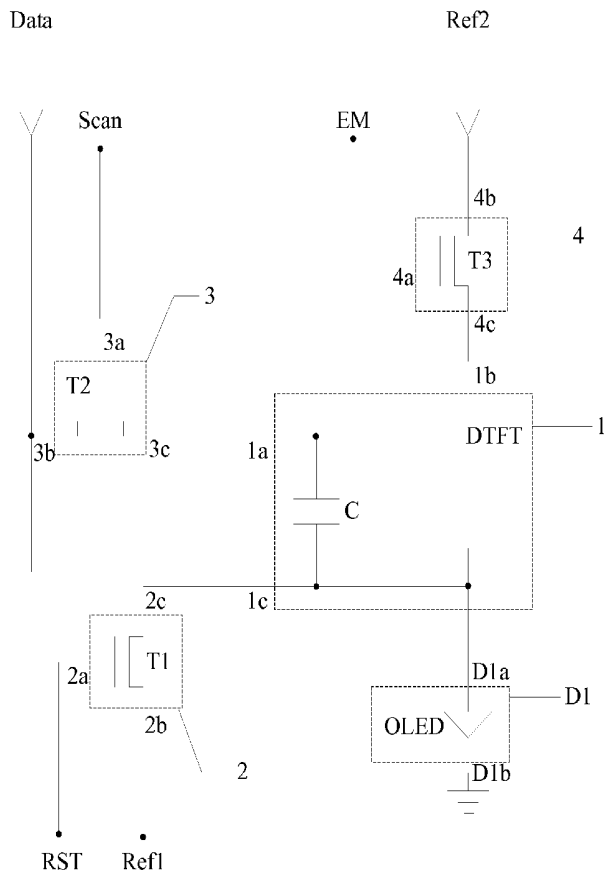 Data
Ref2
Scan
EM
4b
T3
4
4a
3
4c
3a
1b
T2
DTFT
1
3b
3c
1a
C
2c
1c
T1
2a
D1a
D1
OLED
2b
2
D1b
RST
Ref1